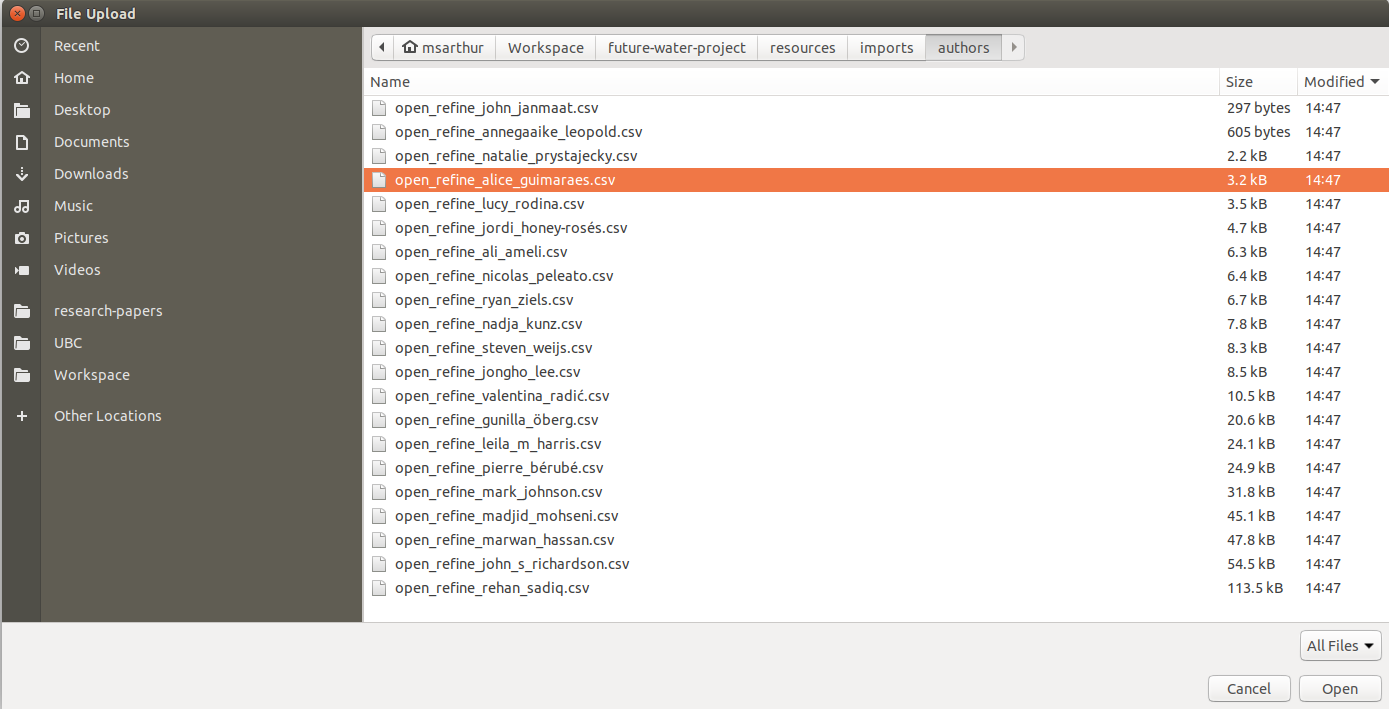 File Upload
Recent
Home
Desktop
Documents
Downloads
Music
Pictures
Videos
research-papers
UBC
Workspace
Other Locations
msarthur Workspace future-water-project resources imports authors
Name Size Modified
open_refine_john_janmaat.csv 297 bytes 14:47
open_refine_annegaaike_leopold.csv 605 bytes 14:47
open_refine_natalie_prystajecky.csv 2.2 kB 14:47
open_refine_alice_guimaraes.csv 3.2 kB 14:47
open_refine_lucy_rodina.csv 3.5 kB 14:47
open_refine_jordi_honey-rosés.csv 4.7 kB 14:47
open_refine_ali_ameli.csv 6.3 kB 14:47
open_refine_nicolas_peleato.csv 6.4 kB 14:47
open_refine_ryan_ziels.csv 6.7 kB 14:47
open_refine_nadja_kunz.csv 7.8 kB 14:47
open_refine_steven_weijs.csv 8.3 kB 14:47
open_refine_jongho_lee.csv 8.5 kB 14:47
open_refine_valentina_radić.csv 10.5 kB 14:47
open_refine_gunilla_öberg.csv 20.6 kB 14:47
open_refine_leila_m_harris.csv 24.1 kB 14:47
open_refine_pierre_bérubé.csv 24.9 kB 14:47
open_refine_mark_johnson.csv 31.8 kB 14:47
open_refine_madjid_mohseni.csv 45.1 kB 14:47
open_refine_marwan_hassan.csv 47.8 kB 14:47
open_refine_john_s_richardson.csv 54.5 kB 14:47
open_refine_rehan_sadiq.csv 113.5 kB 14:47
All Files
Cancel Open